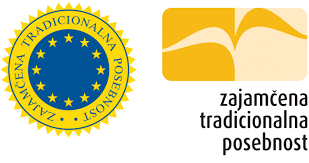 ZAJAMČENA TRADICIONALNA POSEBNOST
zajamčena
tradicionalna
posebnost